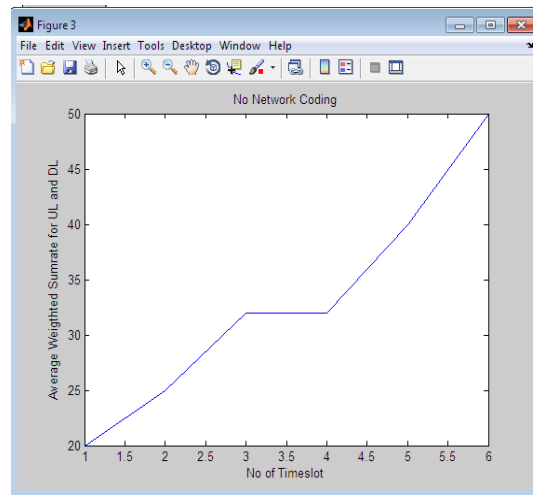 Figure 3
File Edit View Insert Tools Desktop Window Help
No Network Coding
50
45
40
35
30
25
20
Average Weigthted Sumrate for UL and DL
1 1.5 2 2.5 3 3.5 4 4.5 5 5.5 6
No of Timeslot